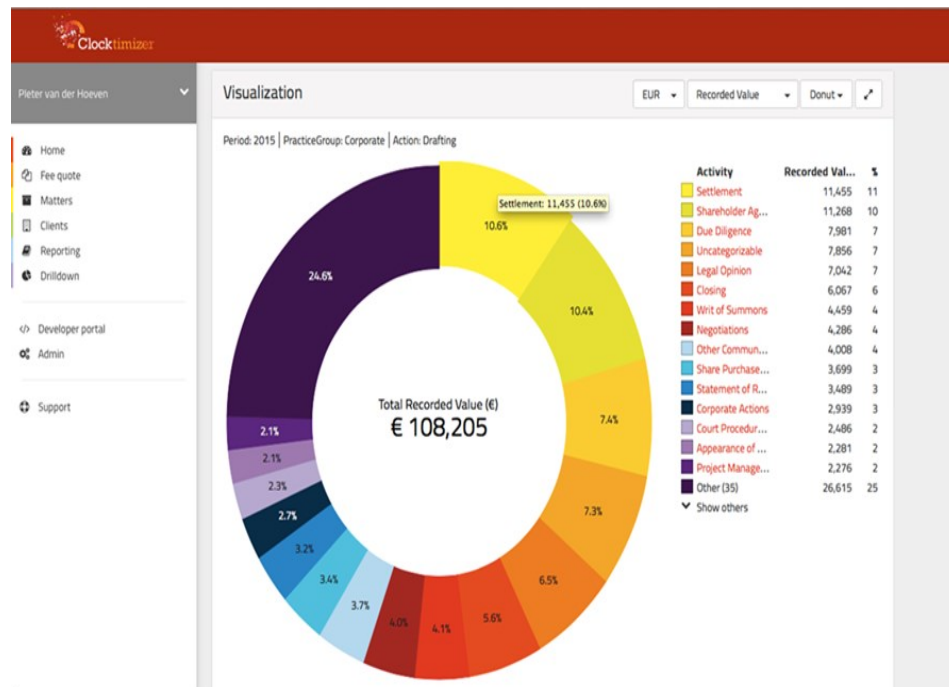 Clocktimizer
Pieter van der Hoeven
Home
Fee quote
Matters
Clients
Reporting
Drilldown
</> Developer portal
Admin
Support
Visualization
EUR Recorded Value Donut
Period: 2015 | PracticeGroup: Corporate | Action: Drafting
Settlement: 11,455 (10.6%)
10.6%
10.4%
7.4%
7.3%
6.5%
5.6%
4.1%
4.0%
3.7%
3.4%
3.2%
2.7%
2.3%
2.1%
2.1%
24.6%
Total Recorded Value (€)
€ 108,205
Activity Recorded Val... %
Settlement 11,455 11
Shareholder Ag... 11,268 10
Due Diligence 7,981 7
Uncategorizable 7,856 7
Legal Opinion 7,042 7
Closing 6,067 6
Writ of Summons 4,459 4
Negotiations 4,286 4
Other Commun... 4,008 4
Share Purchase... 3,699 3
Statement of R... 3,489 3
Corporate Actions 2,939 3
Court Procedur... 2,486 2
Appearance of ... 2,281 2
Project Manage... 2,276 2
Other (35) 26,615 25
Show others